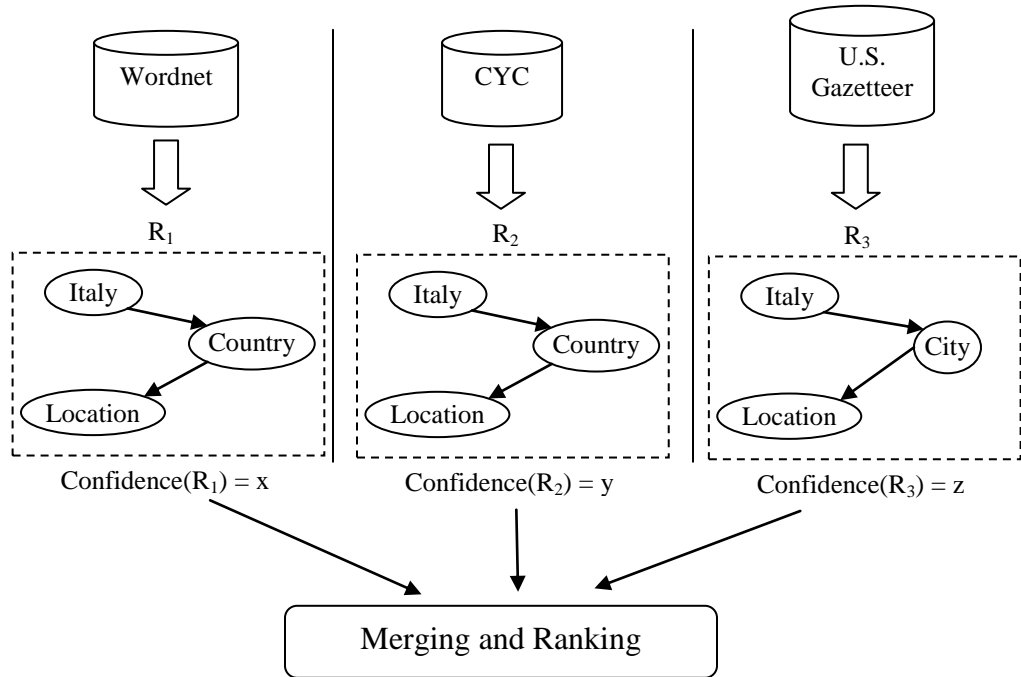 Wordnet
CYC
U.S.
Gazetteer
R₁
R₂
R₃
Italy
Country
Location
Italy
Country
Location
Italy
City
Location
Confidence(R₁) = x
Confidence(R₂) = y
Confidence(R₃) = z
Merging and Ranking